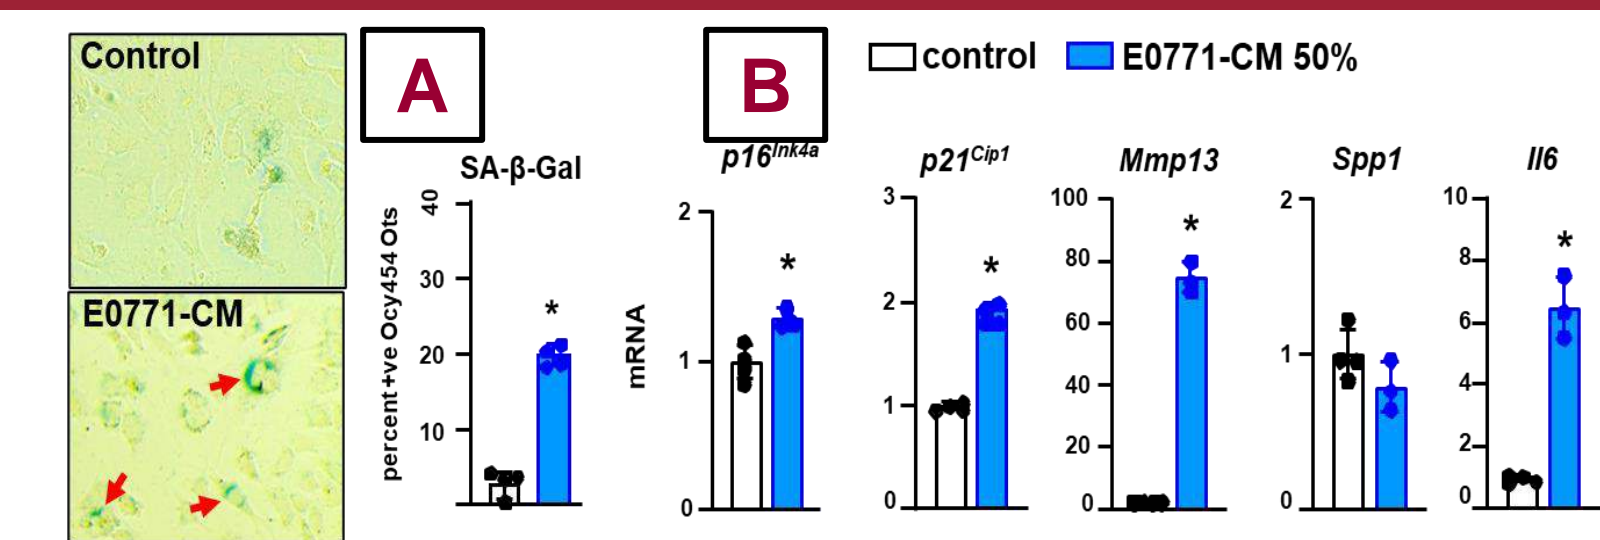 Control
E0771-CM
A
SA-β-Gal
percent +ve Ocy454 Ots
40
30
20
10
B
control
E0771-CM 50%
mRNA
p16Ink4a
2
1
0
*
p21Cip1
3
2
1
0
*
Mmp13
100
80
60
40
20
0
*
Spp1
2
1
0
Il6
10
8
6
4
2
0
*
*